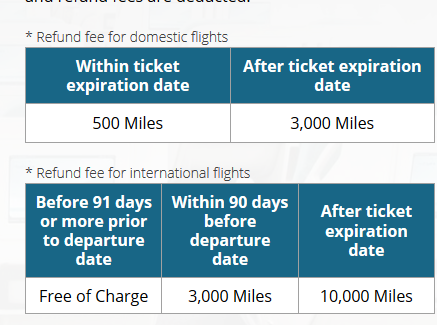 and refund fees are deducted.
* Refund fee for domestic flights
Within ticket
expiration date
After ticket expiration
date
500 Miles
3,000 Miles
* Refund fee for international flights
Before 91 days
or more prior
to departure
date
Within 90 days
before
departure
date
After ticket
expiration
date
Free of Charge
3,000 Miles
10,000 Miles